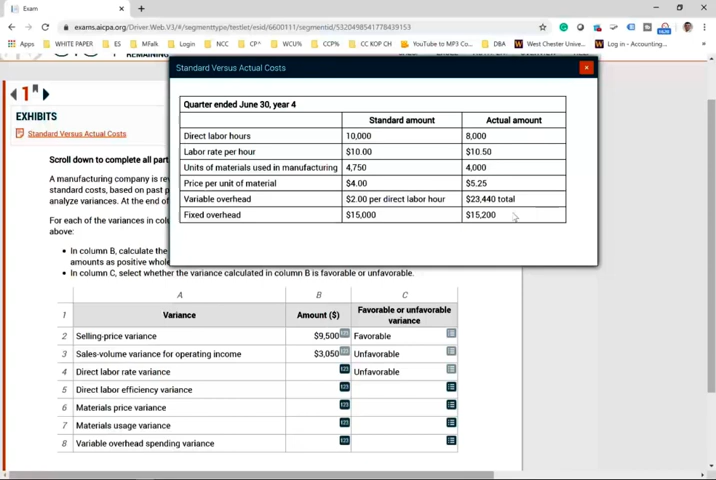 Exam
exams.aicpa.org/Driver.Web.V3/#/segmenttype/testlet/esid/6600111/segmentid/5320498541778439153
Apps WHITE PAPER ES MFalk Login NCC CP^ WCU% CCP% CC KOP CH YouTube to MP3 Co... DBA West Chester Unive... Log in - Accounting...
Standard Versus Actual Costs
1
EXHIBITS
Standard Versus Actual Costs
Quarter ended June 30, year 4
Standard amount Actual amount
Direct labor hours 10,000 8,000
Labor rate per hour $10.00 $10.50
Units of materials used in manufacturing 4,750 4,000
Price per unit of material $4.00 $5.25
Variable overhead $2.00 per direct labor hour $23,440 total
Fixed overhead $15,000 $15,200
Scroll down to complete all part
A manufacturing company is re
standard costs, based on past p
analyze variances. At the end of
For each of the variances in colu
above:
• In column B, calculate the
amounts as positive whole
• In column C, select whether the variance calculated in column B is favorable or unfavorable.
A B C
1 Variance Amount ($) Favorable or unfavorable
variance
2 Selling-price variance $9,500 123 Favorable
3 Sales-volume variance for operating income $3,050 123 Unfavorable
4 Direct labor rate variance 123 Unfavorable
5 Direct labor efficiency variance 123
6 Materials price variance 123
7 Materials usage variance 123
8 Variable overhead spending variance 123